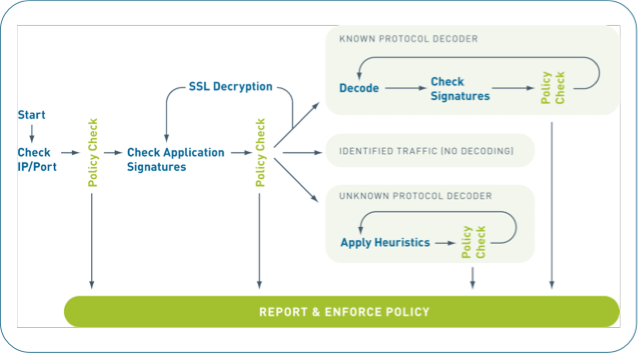 KNOWN PROTOCOL DECODER
SSL Decryption
Decode
Check
Signatures
Policy
Check
Start
Check
IP/Port
Policy Check
Check Application
Signatures
Policy Check
IDENTIFIED TRAFFIC (NO DECODING)
UNKNOWN PROTOCOL DECODER
Apply Heuristics
Policy
Check
REPORT & ENFORCE POLICY